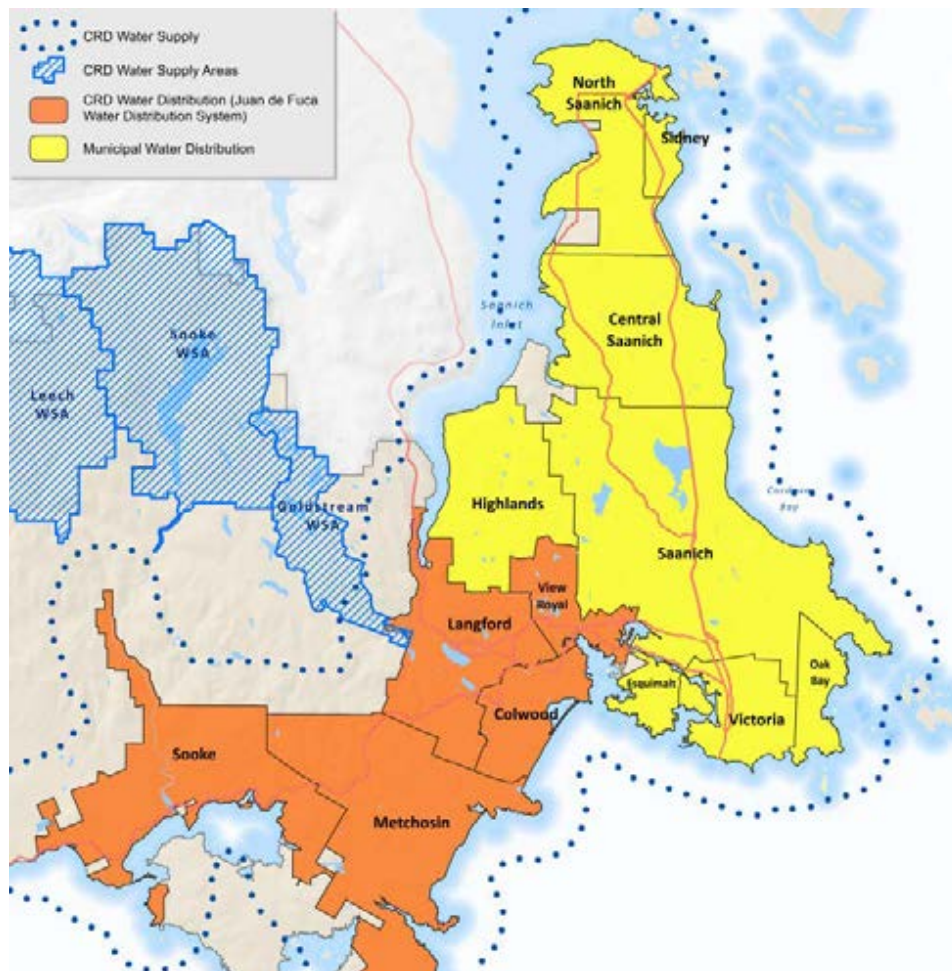 CRD Water Supply
CRD Water Supply Areas
CRD Water Distribution (Juan de Fuca
Water Distribution System)
Municipal Water Distribution
North
Saanich
Sidney
Saanich
Inlet
Central
Saanich
Sooke
WSA
Leech
WSA
Goldstream
WSA
Highlands
Cordova
Bay
Saanich
View
Royal
Langford
Oak
Bay
Esquimalt
Colwood
Victoria
Sooke
Metchosin